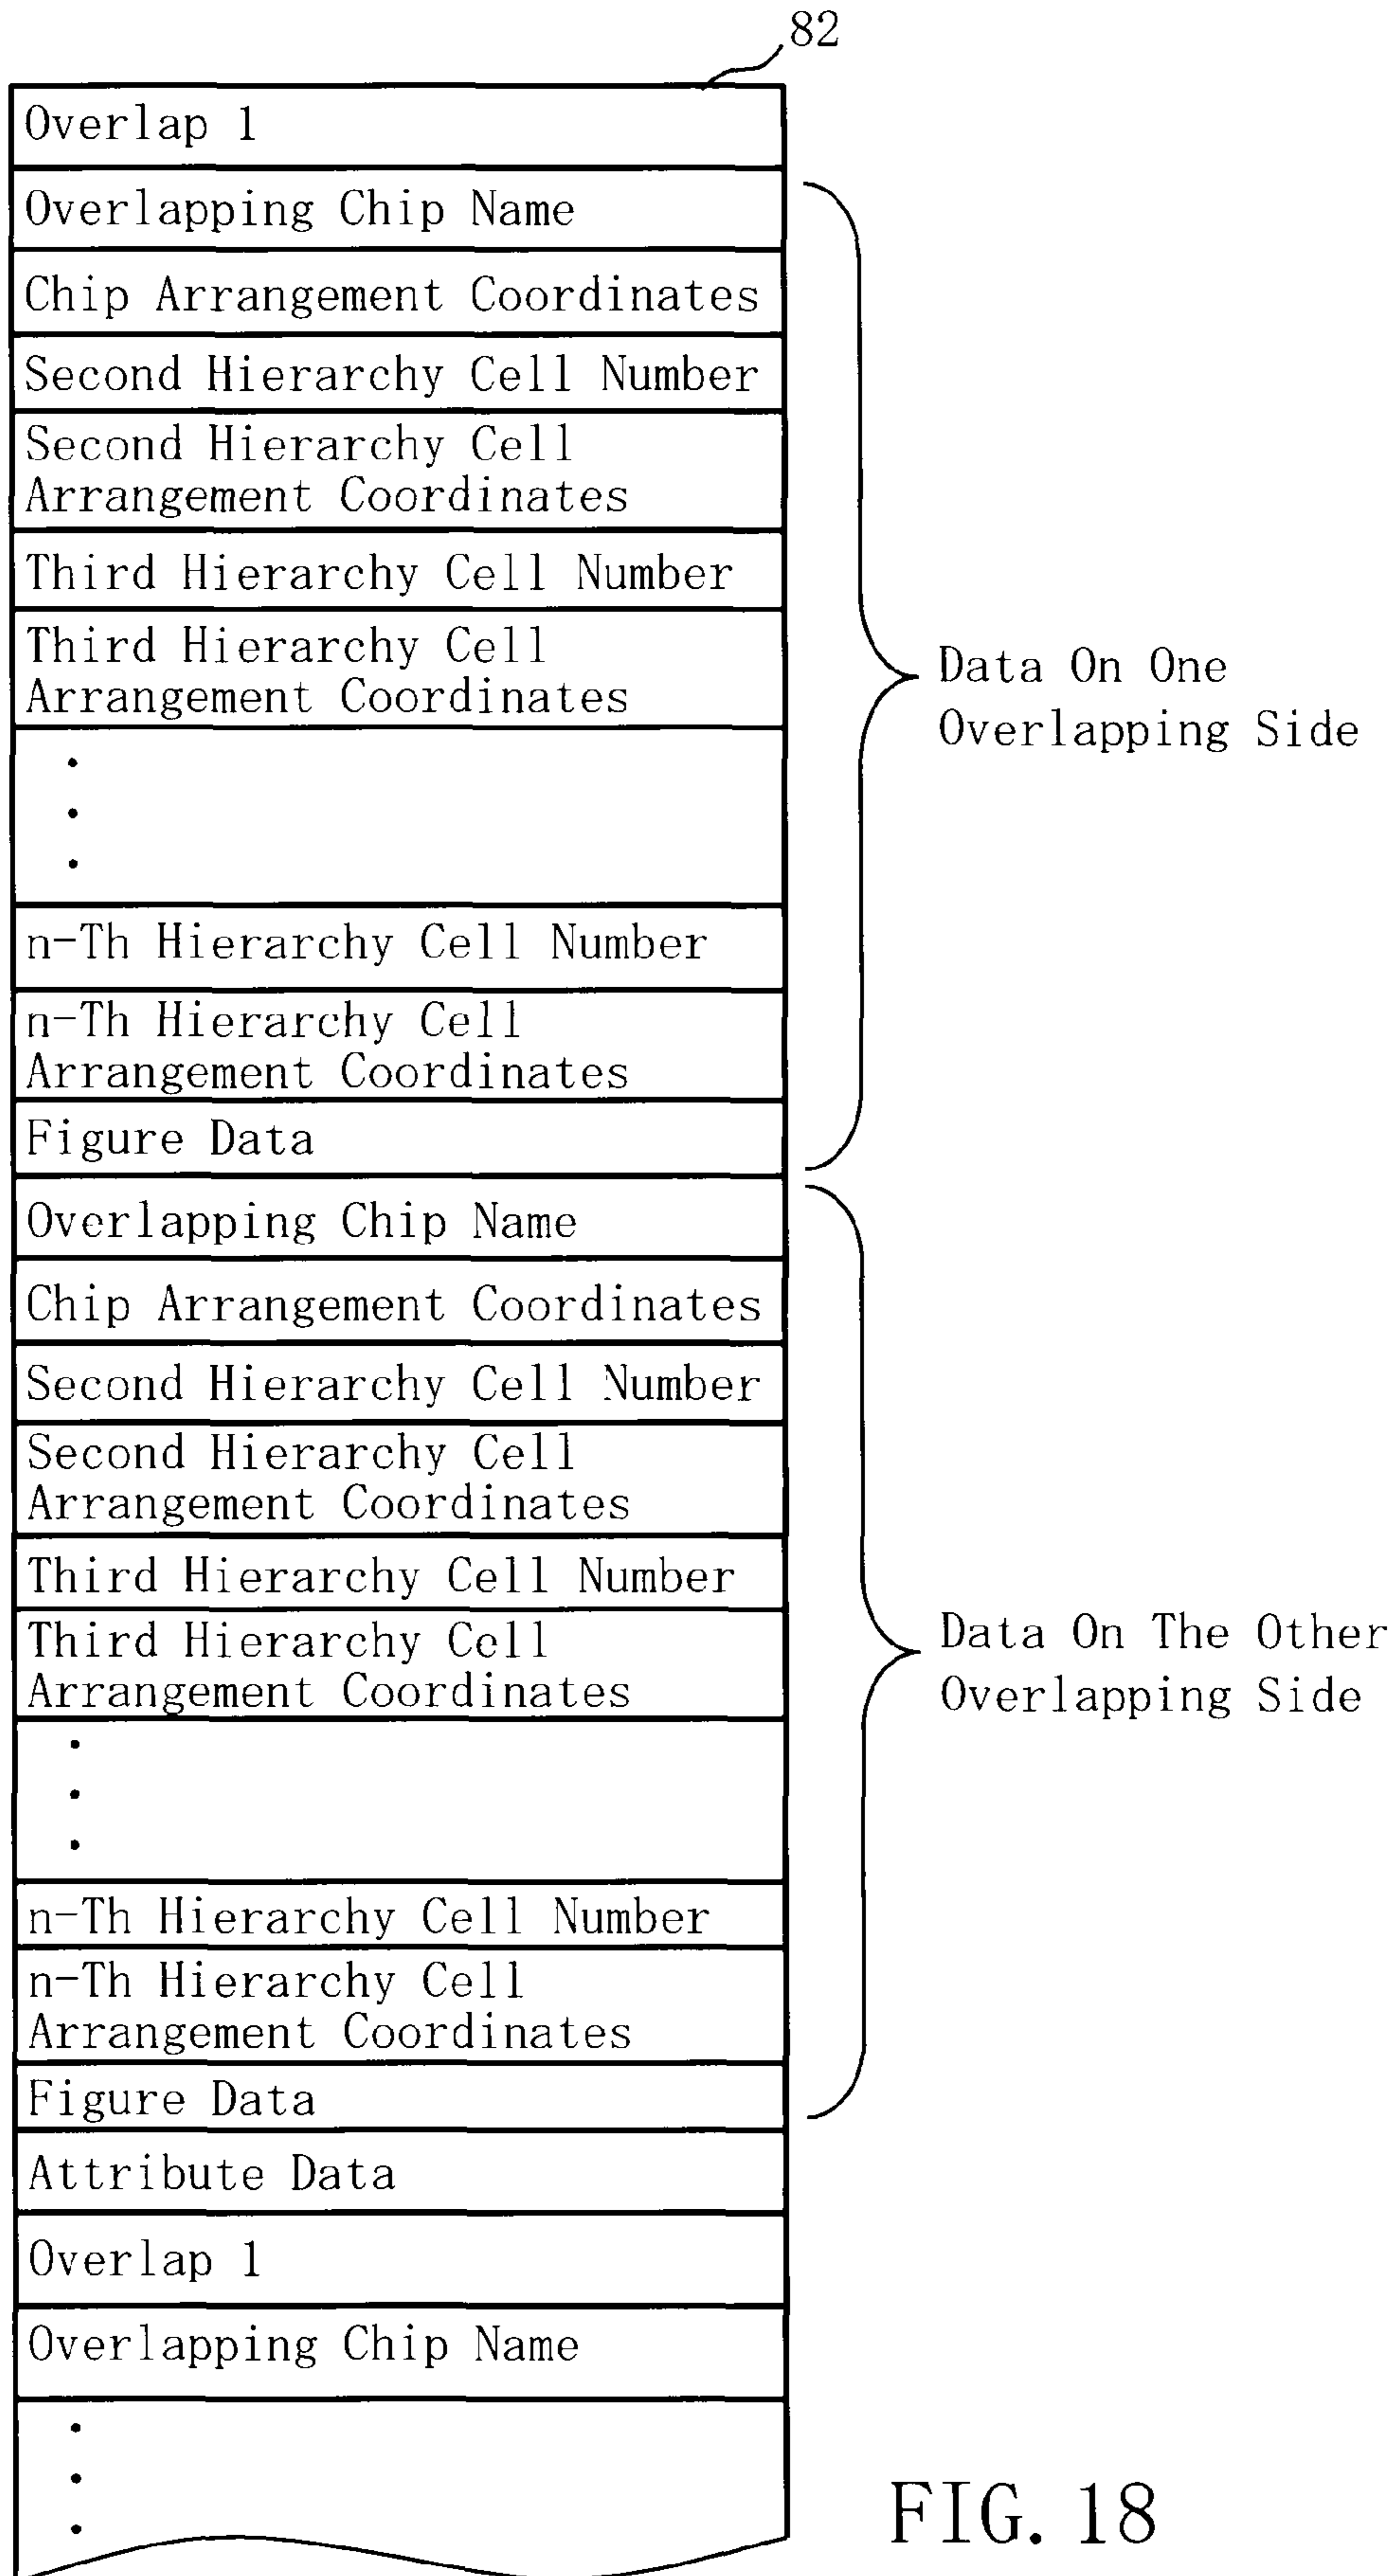 82
Overlap 1
Overlapping Chip Name
Chip Arrangement Coordinates
Second Hierarchy Cell Number
Second Hierarchy Cell
Arrangement Coordinates
Third Hierarchy Cell Number
Third Hierarchy Cell
Arrangement Coordinates
n-Th Hierarchy Cell Number
n-Th Hierarchy Cell
Arrangement Coordinates
Figure Data
Data On One
Overlapping Side
Overlapping Chip Name
Chip Arrangement Coordinates
Second Hierarchy Cell Number
Second Hierarchy Cell
Arrangement Coordinates
Third Hierarchy Cell Number
Third Hierarchy Cell
Arrangement Coordinates
n-Th Hierarchy Cell Number
n-Th Hierarchy Cell
Arrangement Coordinates
Figure Data
Data On The Other
Overlapping Side
Attribute Data
Overlap 1
Overlapping Chip Name
FIG. 18